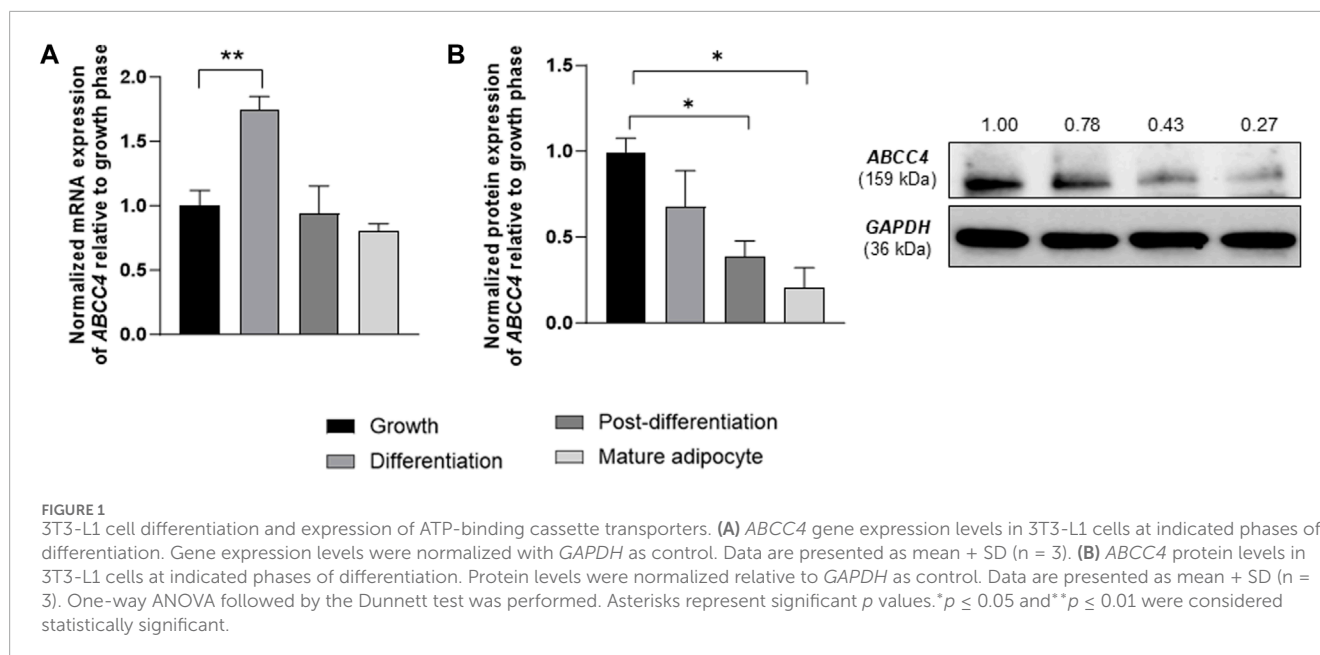 A
Normalized mRNA expression
of ABCC4 relative to growth phase
2.0
1.5
1.0
0.5
0.0
**
B
Normalized protein expression
of ABCC4 relative to growth phase
1.5
1.0
0.5
0.0
*
*
1.00 0.78 0.43 0.27
ABCC4
(159 kDa)
GAPDH
(36 kDa)
Growth
Differentiation
Post-differentiation
Mature adipocyte
FIGURE 1
3T3-L1 cell differentiation and expression of ATP-binding cassette transporters. (A) ABCC4 gene expression levels in 3T3-L1 cells at indicated phases of
differentiation. Gene expression levels were normalized with GAPDH as control. Data are presented as mean + SD (n = 3). (B) ABCC4 protein levels in
3T3-L1 cells at indicated phases of differentiation. Protein levels were normalized relative to GAPDH as control. Data are presented as mean + SD (n =
3). One-way ANOVA followed by the Dunnett test was performed. Asterisks represent significant p values.*p ≤ 0.05 and**p ≤ 0.01 were considered
statistically significant.